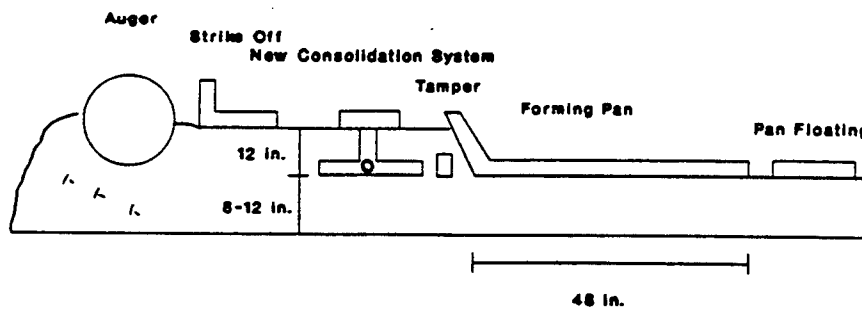 Auger
Strike Off
New Consolidation System
Tamper
Forming Pan
Pan Floating
12 in.
8-12 in.
48 in.